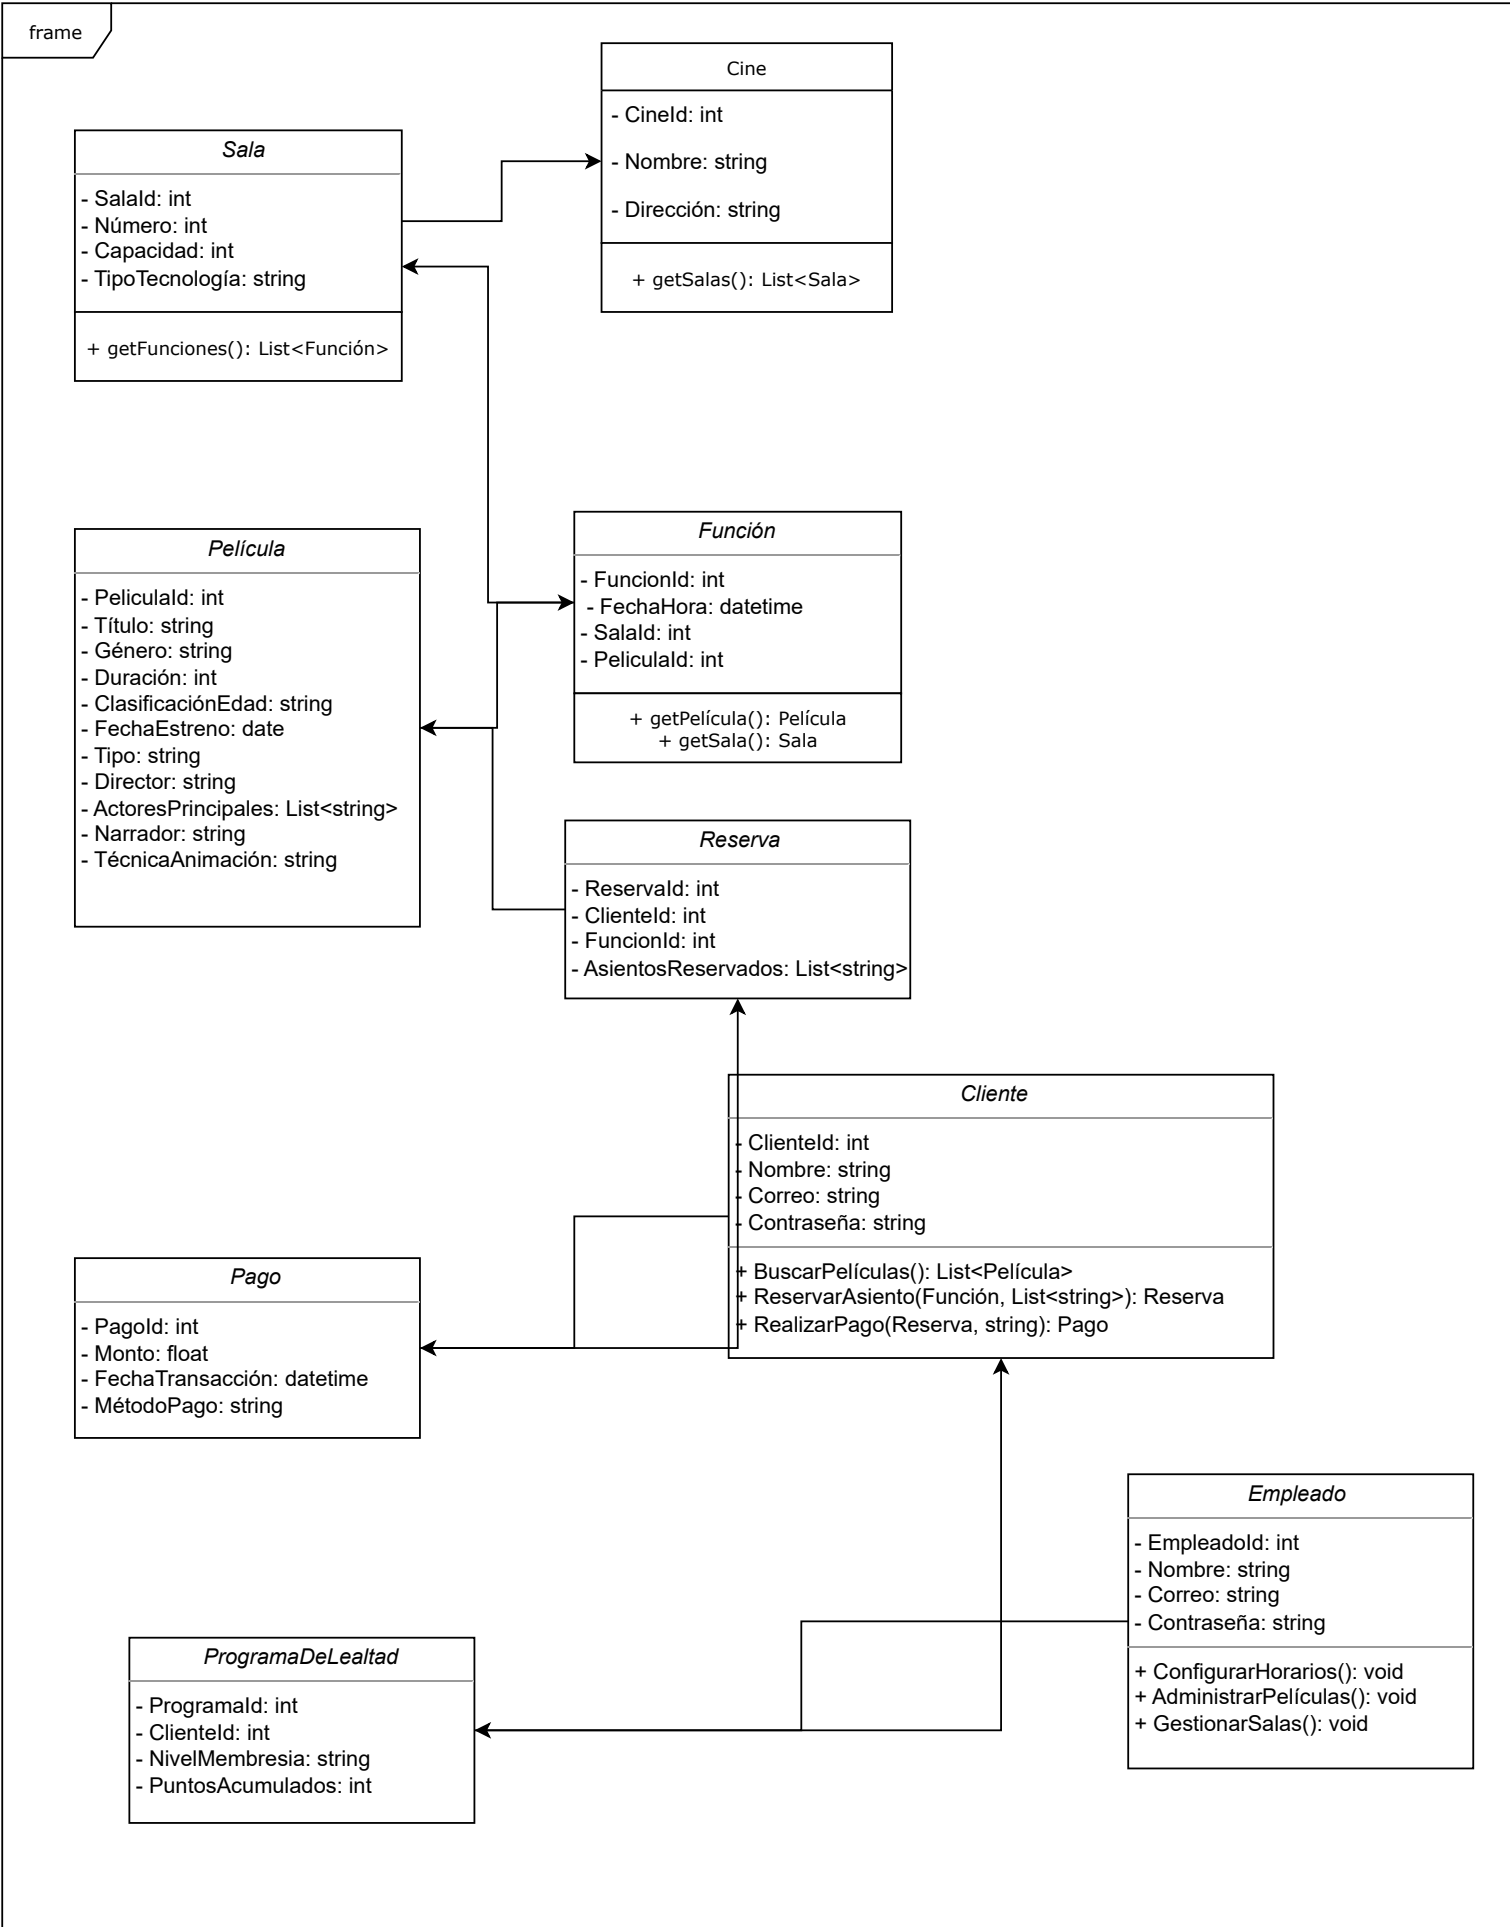 frame
Cine
- CineId: int
- Nombre: string
- Dirección: string
+ getSalas(): List<Sala>
Sala
- SalaId: int
- Número: int
- Capacidad: int
- TipoTecnología: string
+ getFunciones(): List<Función>
Película
- PeliculaId: int
- Título: string
- Género: string
- Duración: int
- ClasificaciónEdad: string
- FechaEstreno: date
- Tipo: string
- Director: string
- ActoresPrincipales: List<string>
- Narrador: string
- TécnicaAnimación: string
Función
- FuncionId: int
- FechaHora: datetime
- SalaId: int
- PeliculaId: int
+ getPelícula(): Película
+ getSala(): Sala
Reserva
- ReservaId: int
- ClienteId: int
- FuncionId: int
- AsientosReservados: List<string>
Cliente
- ClienteId: int
- Nombre: string
- Correo: string
- Contraseña: string
+ BuscarPelículas(): List<Película>
+ ReservarAsiento(Función, List<string>): Reserva
+ RealizarPago(Reserva, string): Pago
Pago
- PagoId: int
- Monto: float
- FechaTransacción: datetime
- MétodoPago: string
Empleado
- EmpleadoId: int
- Nombre: string
- Correo: string
- Contraseña: string
+ ConfigurarHorarios(): void
+ AdministrarPelículas(): void
+ GestionarSalas(): void
ProgramaDeLealtad
- ProgramaId: int
- ClienteId: int
- NivelMembresia: string
- PuntosAcumulados: int